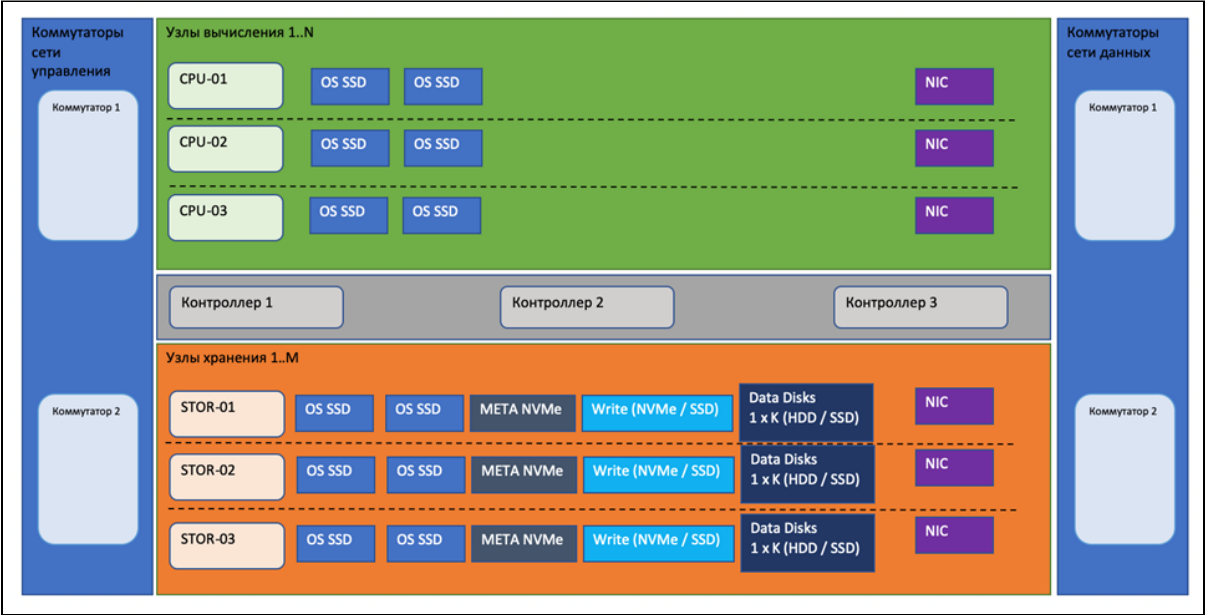 Коммутаторы
сети
управления
Коммутатор 1
Коммутатор 2
Узлы вычисления 1..N
CPU-01
OS SSD
OS SSD
NIC
CPU-02
OS SSD
OS SSD
NIC
CPU-03
OS SSD
OS SSD
NIC
Контроллер 1
Контроллер 2
Контроллер 3
Узлы хранения 1..M
STOR-01
OS SSD
OS SSD
META NVMe
Write (NVMe / SSD)
Data Disks
1 x K (HDD / SSD)
NIC
STOR-02
OS SSD
OS SSD
META NVMe
Write (NVMe / SSD)
Data Disks
1 x K (HDD / SSD)
NIC
STOR-03
OS SSD
OS SSD
META NVMe
Write (NVMe / SSD)
Data Disks
1 x K (HDD / SSD)
NIC
Коммутаторы
сети данных
Коммутатор 1
Коммутатор 2